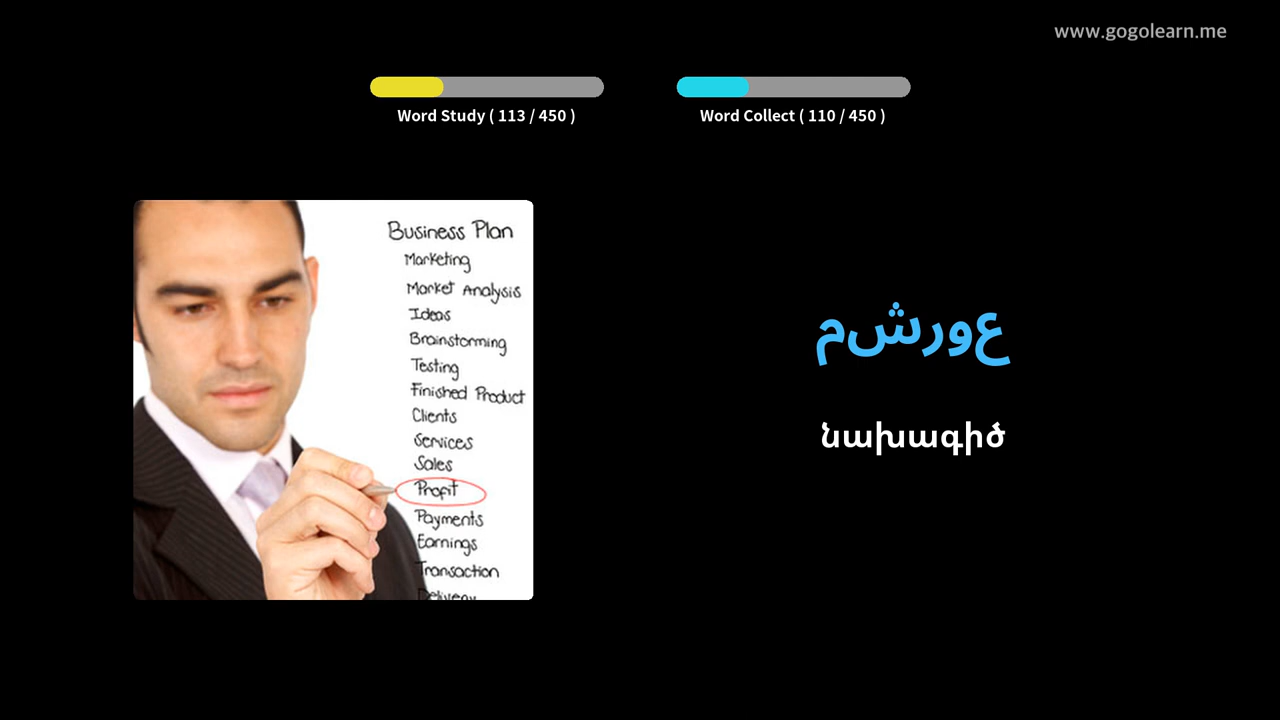 www.gogolearn.me
Word Study ( 113 / 450 )
Word Collect ( 110 / 450 )
Business Plan
Marketing
Market Analysis
Ideas
Brainstorming
Testing
Finished Product
Clients
Services
Sales
Profit
Payments
Earnings
Transaction
Delivery
مشروع
նախագիծ